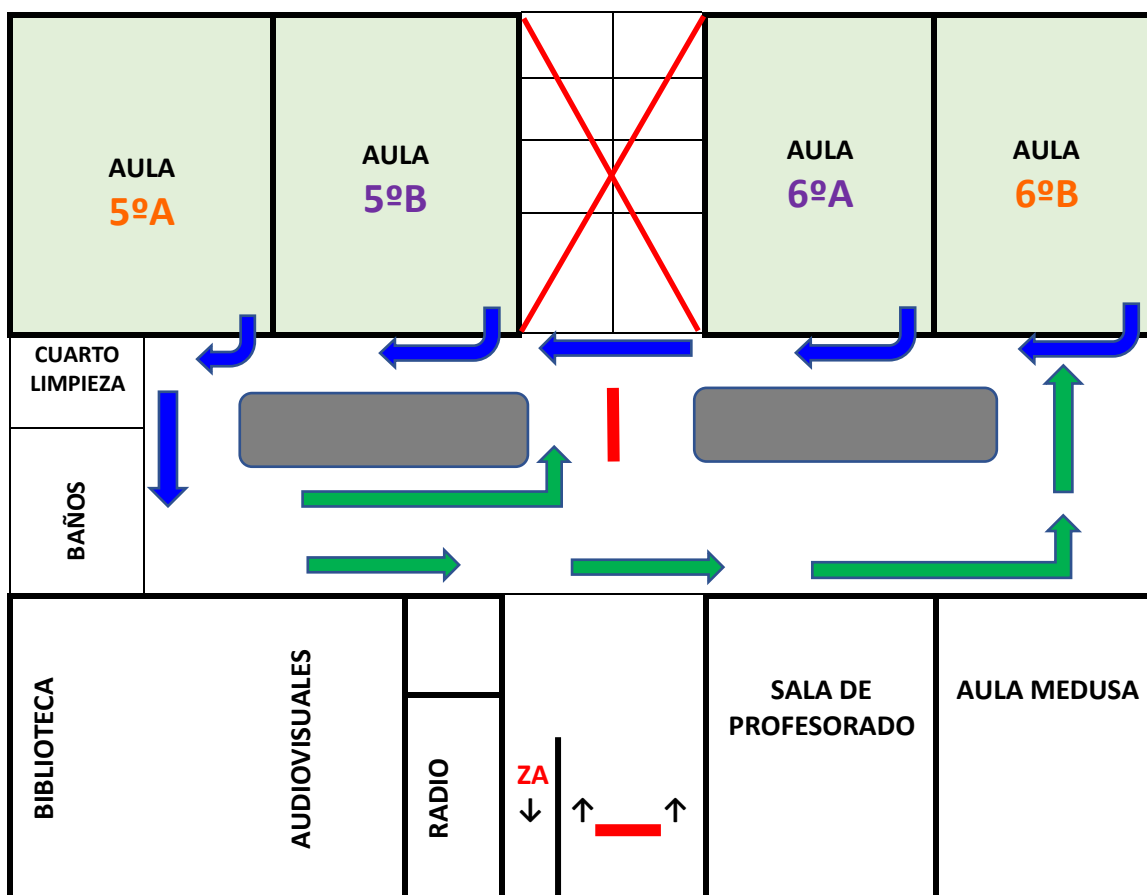 AULA
5ºA
AULA
5ºB
AULA
6ºA
AULA
6ºB
CUARTO
LIMPIEZA
BAÑOS
BIBLIOTECA
AUDIOVISUALES
RADIO
ZA
SALA DE
PROFESORADO
AULA MEDUSA